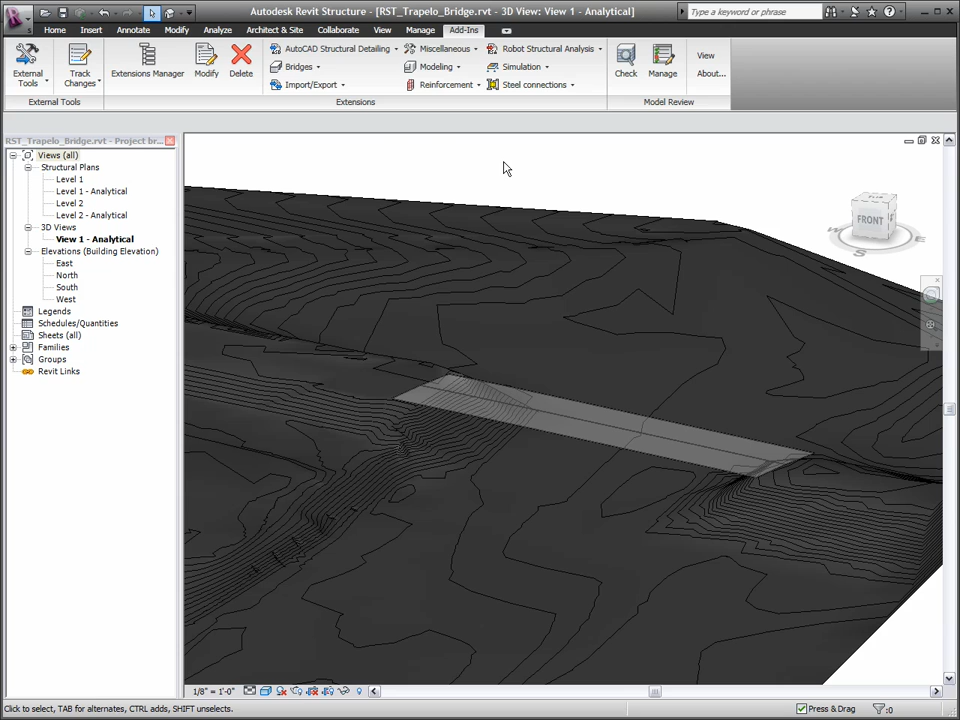 Autodesk Revit Structure - [RST_Trapelo_Bridge.rvt - 3D View: View 1 - Analytical]
Type a keyword or phrase
Home Insert Annotate Modify Analyze Architect & Site Collaborate View Manage Add-Ins
External Tools
Track Changes
Extensions Manager
Modify
Delete
AutoCAD Structural Detailing
Miscellaneous
Robot Structural Analysis
Bridges
Modeling
Simulation
Import/Export
Reinforcement
Steel connections
Check
Manage
View
About...
External Tools
Extensions
Model Review
RST_Trapelo_Bridge.rvt - Project br...
Views (all)
Structural Plans
Level 1
Level 1 - Analytical
Level 2
Level 2 - Analytical
3D Views
View 1 - Analytical
Elevations (Building Elevation)
East
North
South
West
Legends
Schedules/Quantities
Sheets (all)
Families
Groups
Revit Links
FRONT
W
S
E
1/8" = 1'-0"
Click to select, TAB for alternates, CTRL adds, SHIFT unselects.
Press & Drag
:0